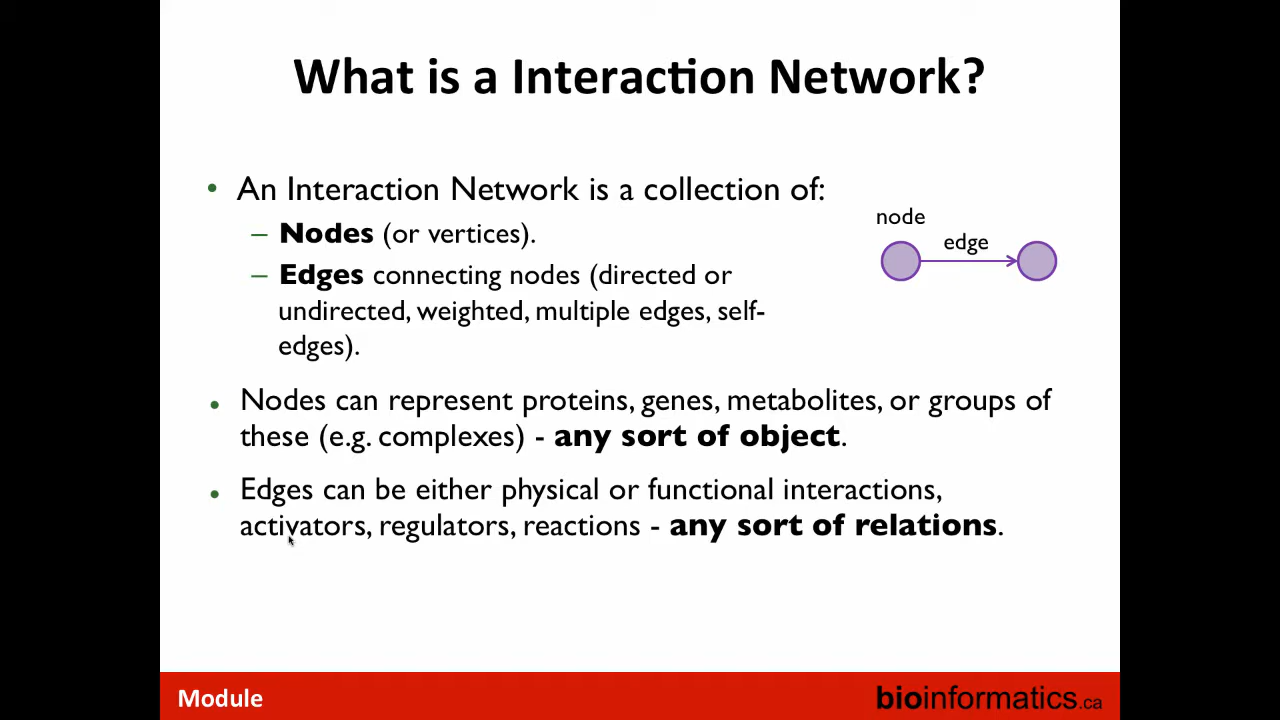 What is a Interaction Network?
• An Interaction Network is a collection of:
– Nodes (or vertices).
– Edges connecting nodes (directed or
undirected, weighted, multiple edges, self-
edges).
node
edge
• Nodes can represent proteins, genes, metabolites, or groups of
these (e.g. complexes) - any sort of object.
• Edges can be either physical or functional interactions,
activators, regulators, reactions - any sort of relations.
Module
bioinformatics.ca